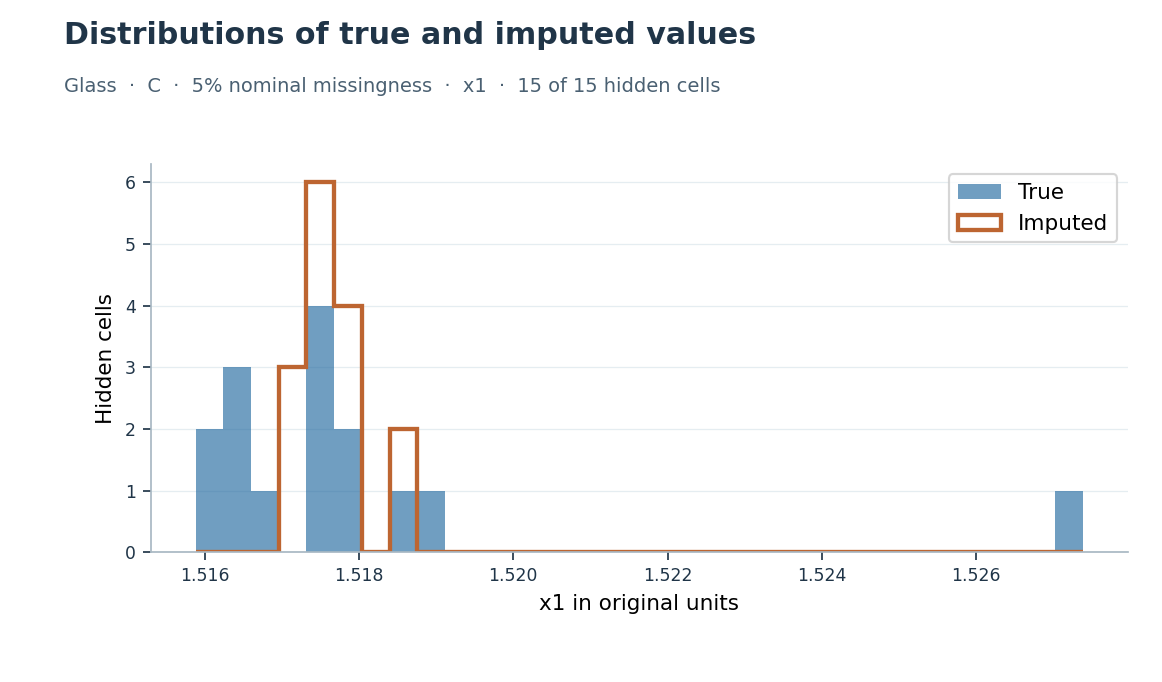 Distributions of true and imputed values
Glass · C · 5% nominal missingness · x1 · 15 of 15 hidden cells
True
Imputed
Hidden cells
6
5
4
3
2
1
0
1.516 1.518 1.520 1.522 1.524 1.526
x1 in original units